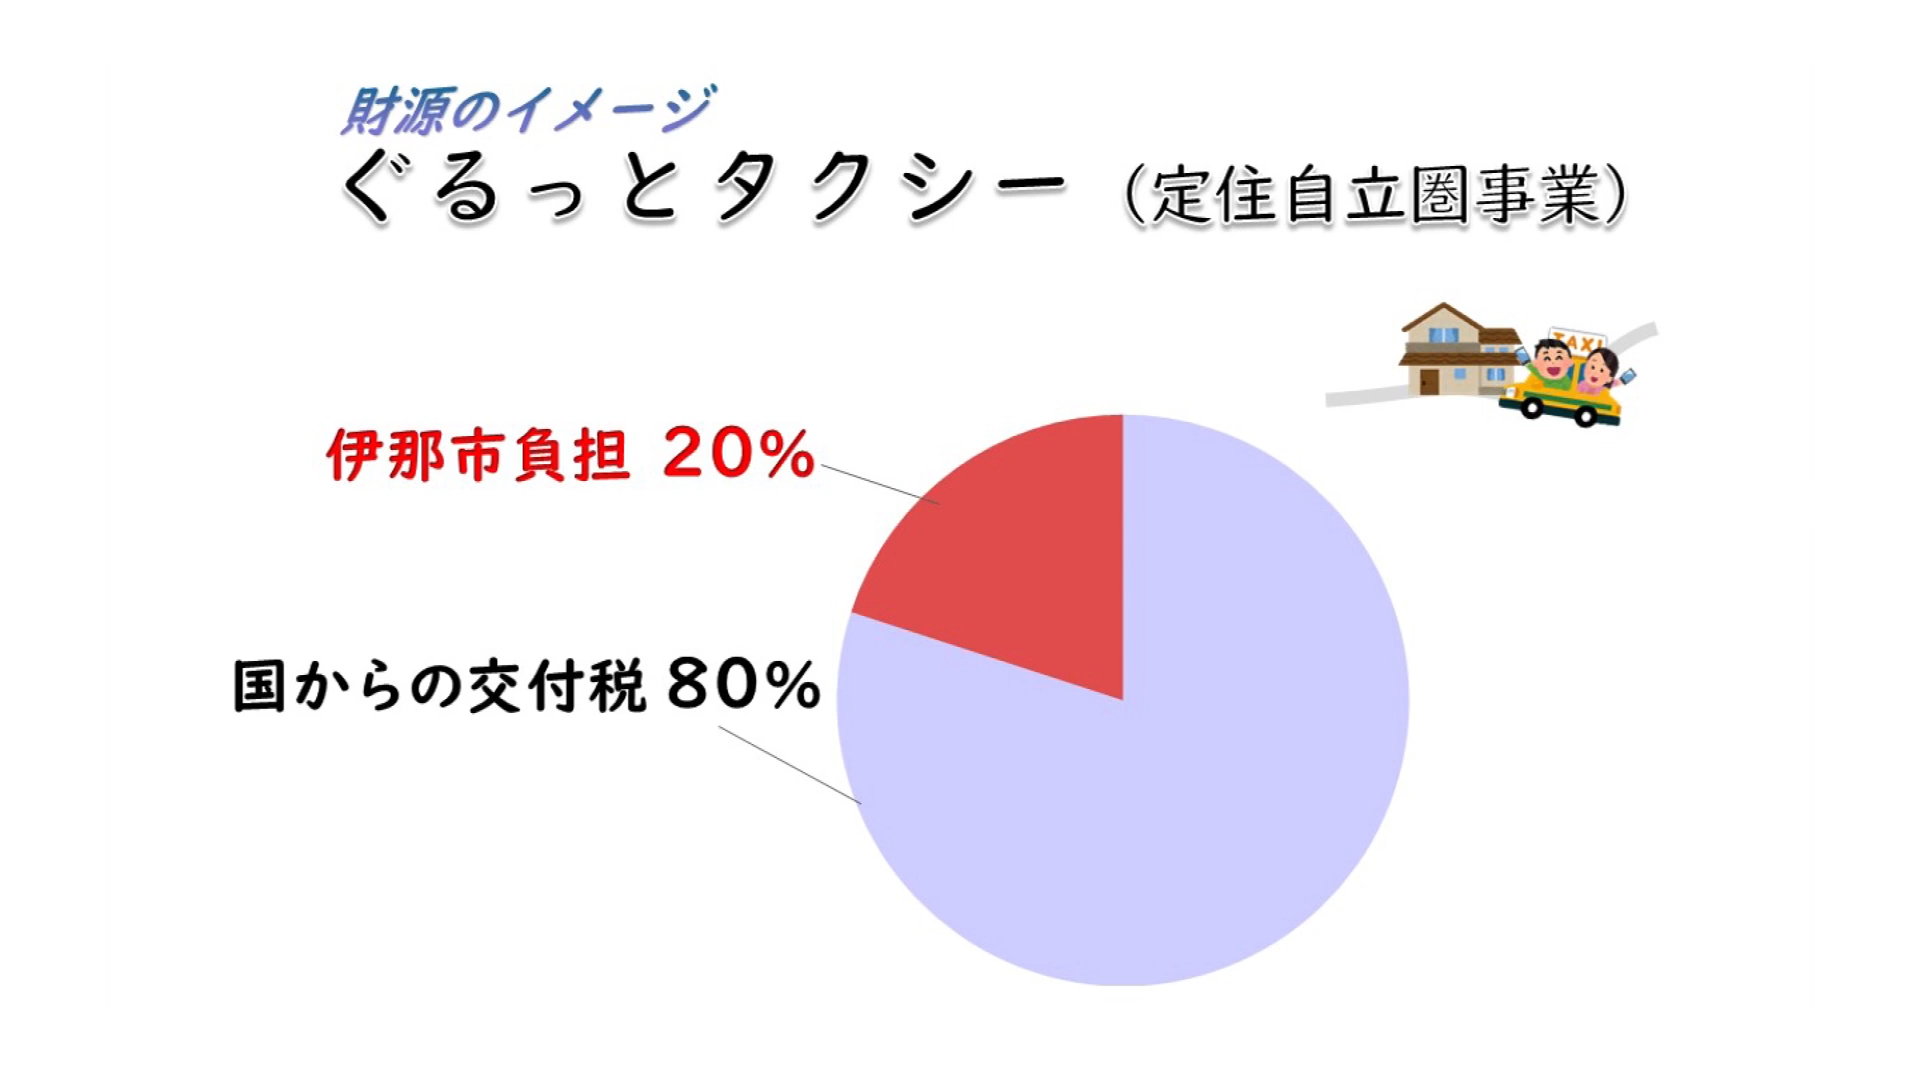 財源のイメージ
ぐるっとタクシー（定住自立圏事業）
TAXI
伊那市負担 20%
国からの交付税 80%